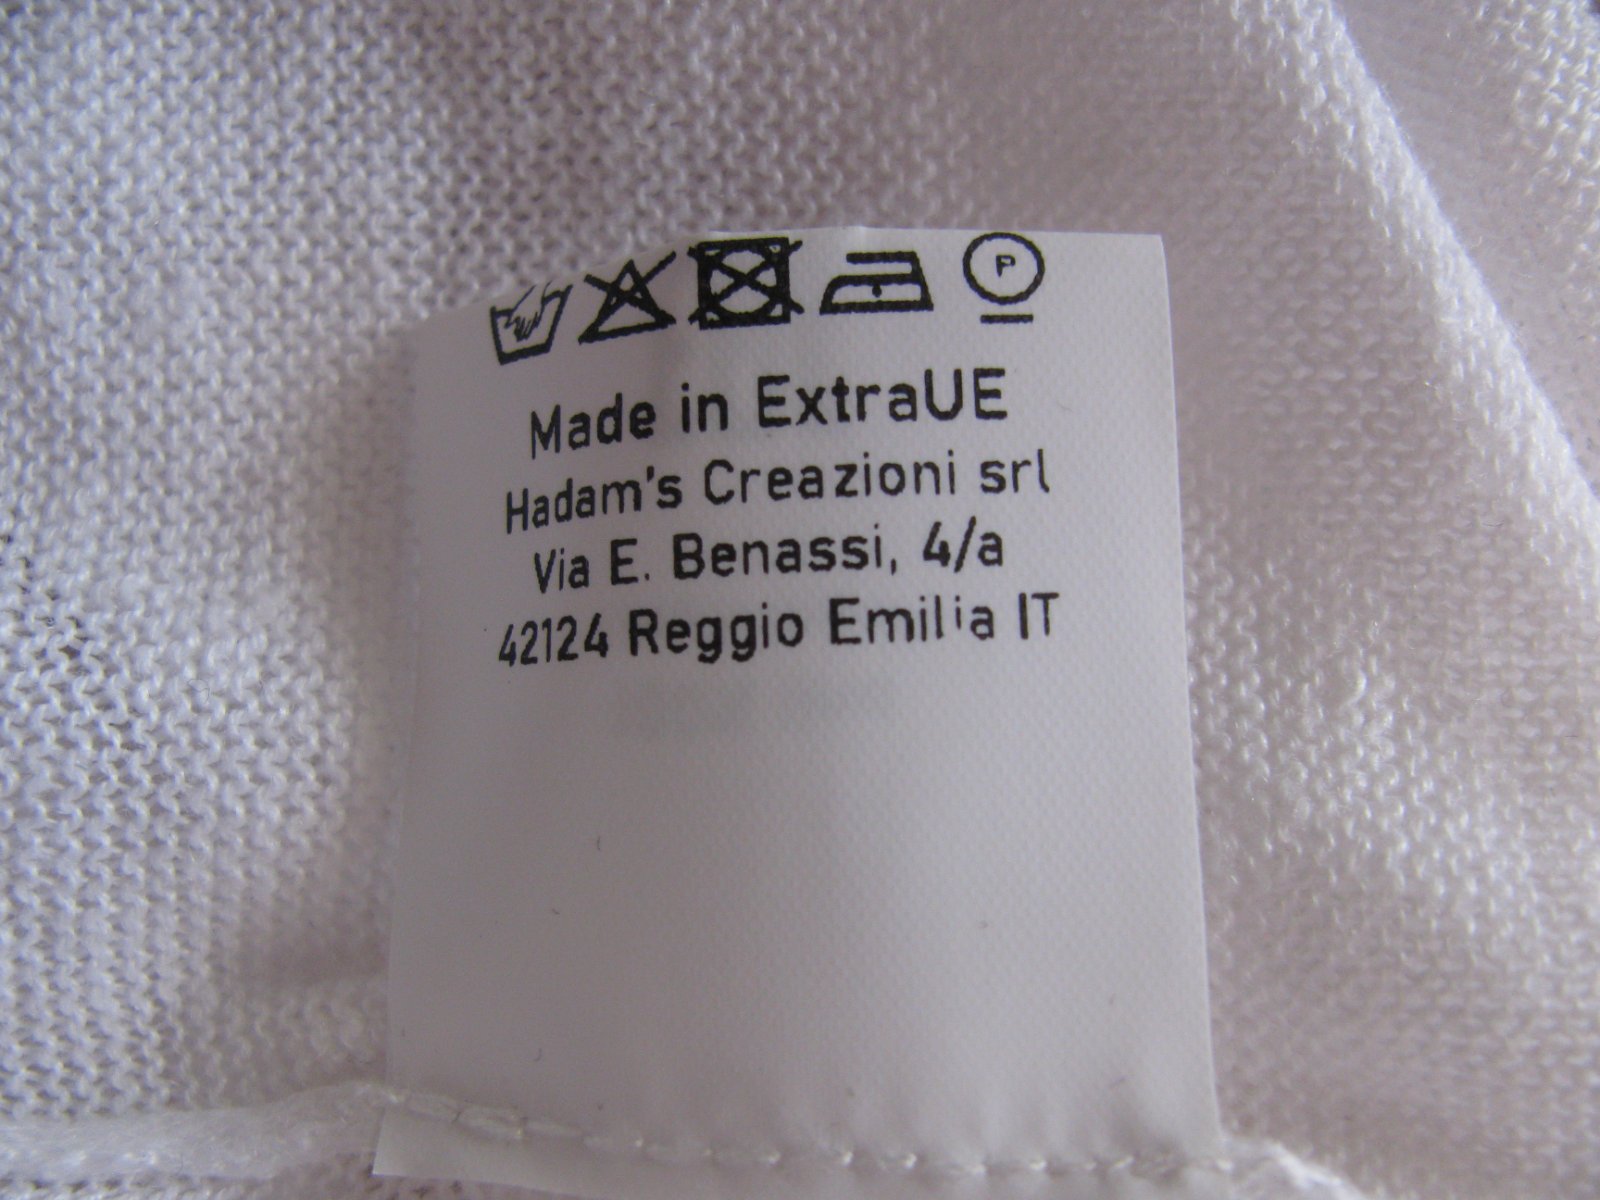 P
Made in ExtraUE
Hadam's Creazioni srl
Via E. Benassi, 4/a
42124 Reggio Emilia IT